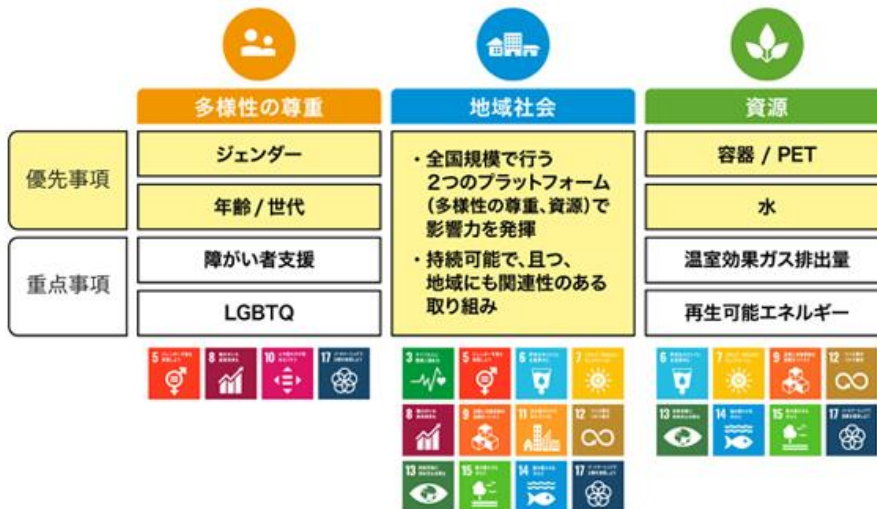 多様性の尊重
地域社会
資源
優先事項
ジェンダー
年齢 / 世代
・全国規模で行う
2つのプラットフォーム
(多様性の尊重、資源)で
影響力を発揮
・持続可能で、且つ、
地域にも関連性のある
取り組み
容器 / PET
水
重点事項
障がい者支援
LGBTQ
温室効果ガス排出量
再生可能エネルギー
5
8
10
17
3
5
6
7
8
9
11
12
13
15
14
17
6
7
9
12
13
14
15
17